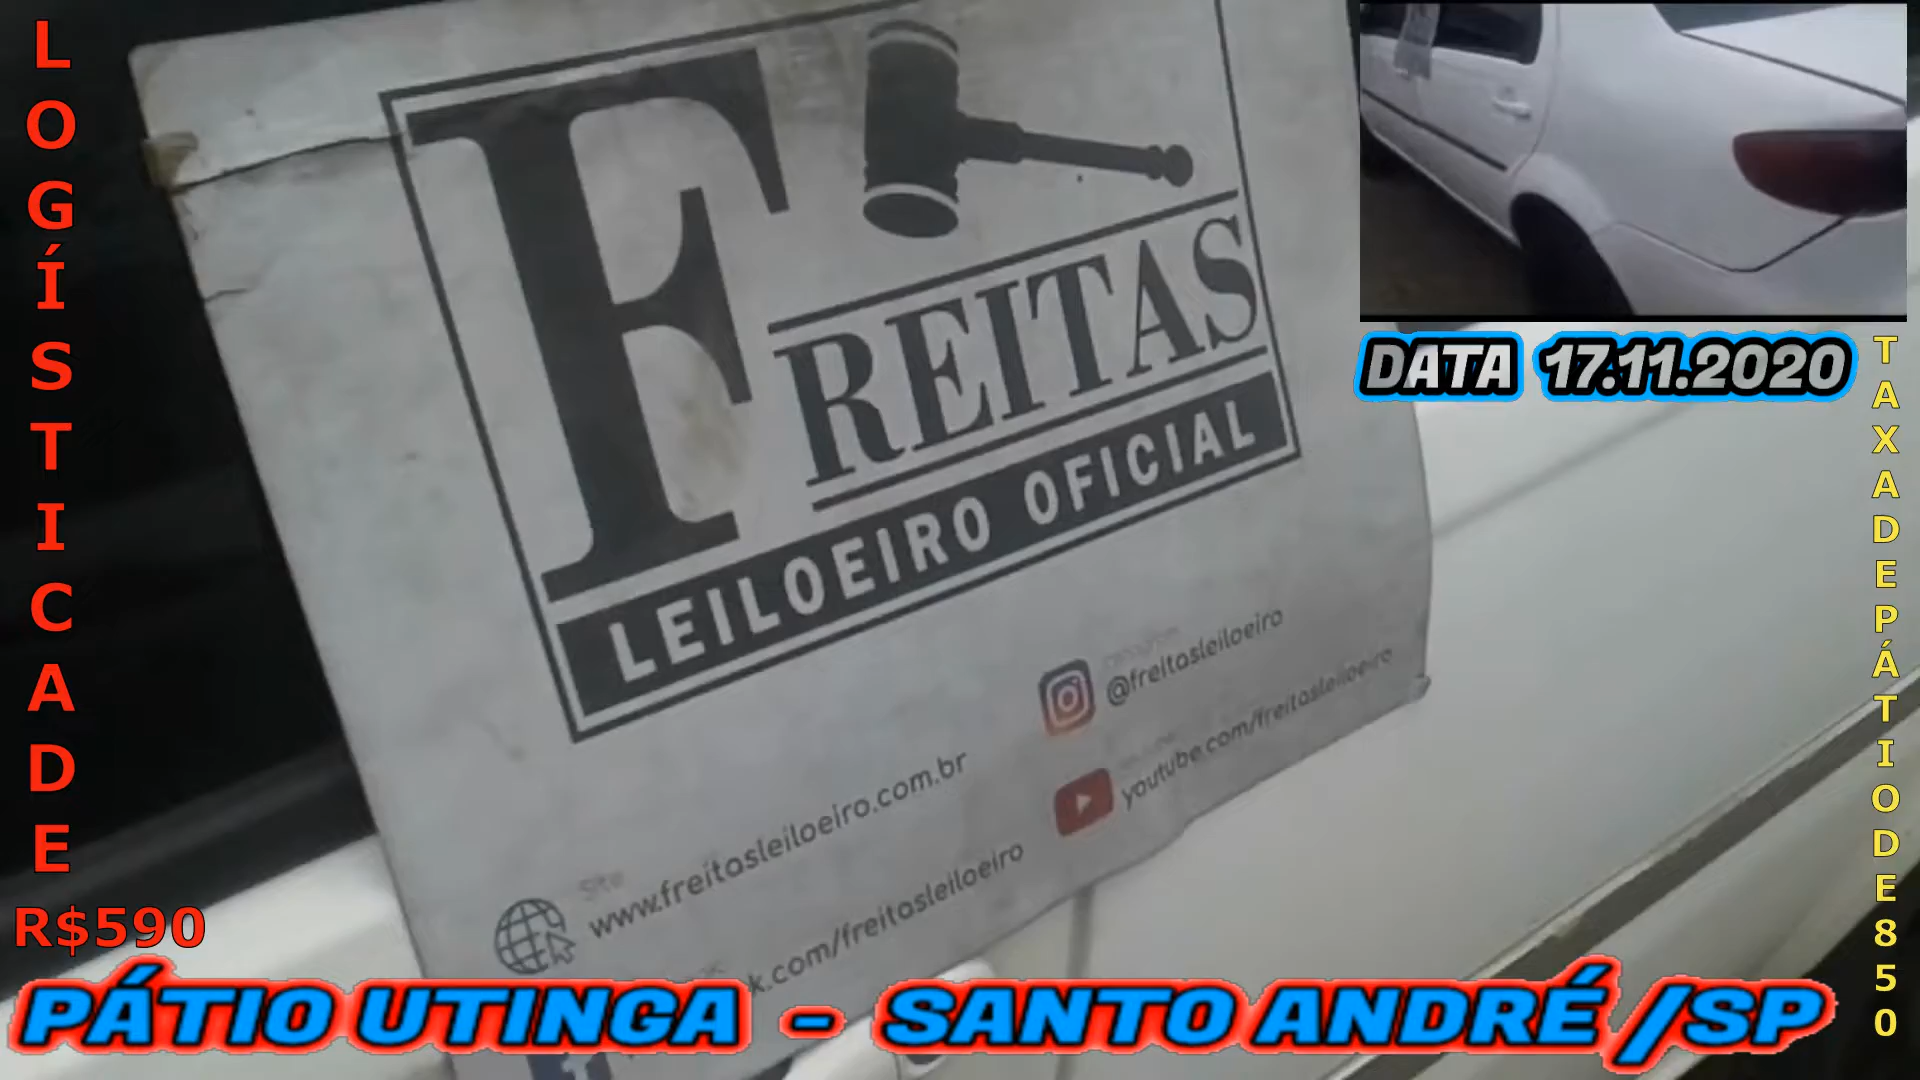 LOGÍSTICA DE
R$590
FREITAS
LEILOEIRO OFICIAL
@freitasleiloeiro
youtube.com/freitasleiloeiro
Site
www.freitasleiloeiro.com.br
k.com/freitasleiloeiro
DATA 17.11.2020
TAXA DE PÁTIO DE 850
PÁTIO UTINGA - SANTO ANDRÉ /SP